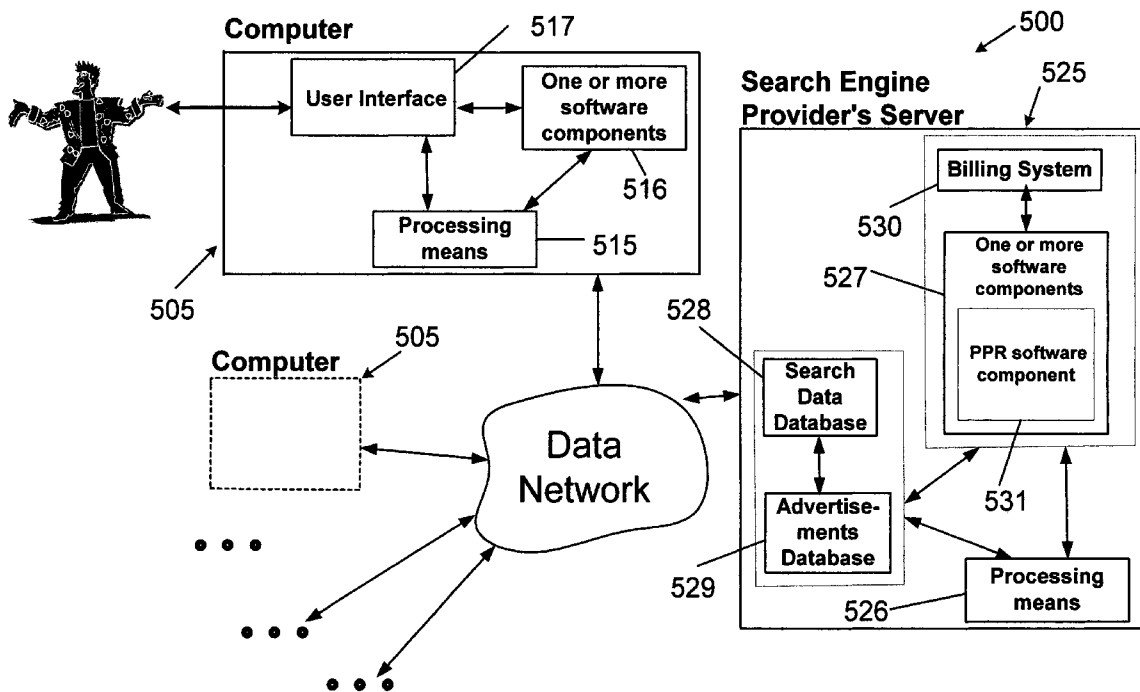 Computer
517
500
User Interface
One or more
software
components
516
Processing
means
515
505
Search Engine
Provider's Server
525
Billing System
530
One or more
software
components
527
PPR software
component
531
528
Search
Data
Database
Advertise-
ments
Database
529
Processing
means
526
Computer
505
Data
Network